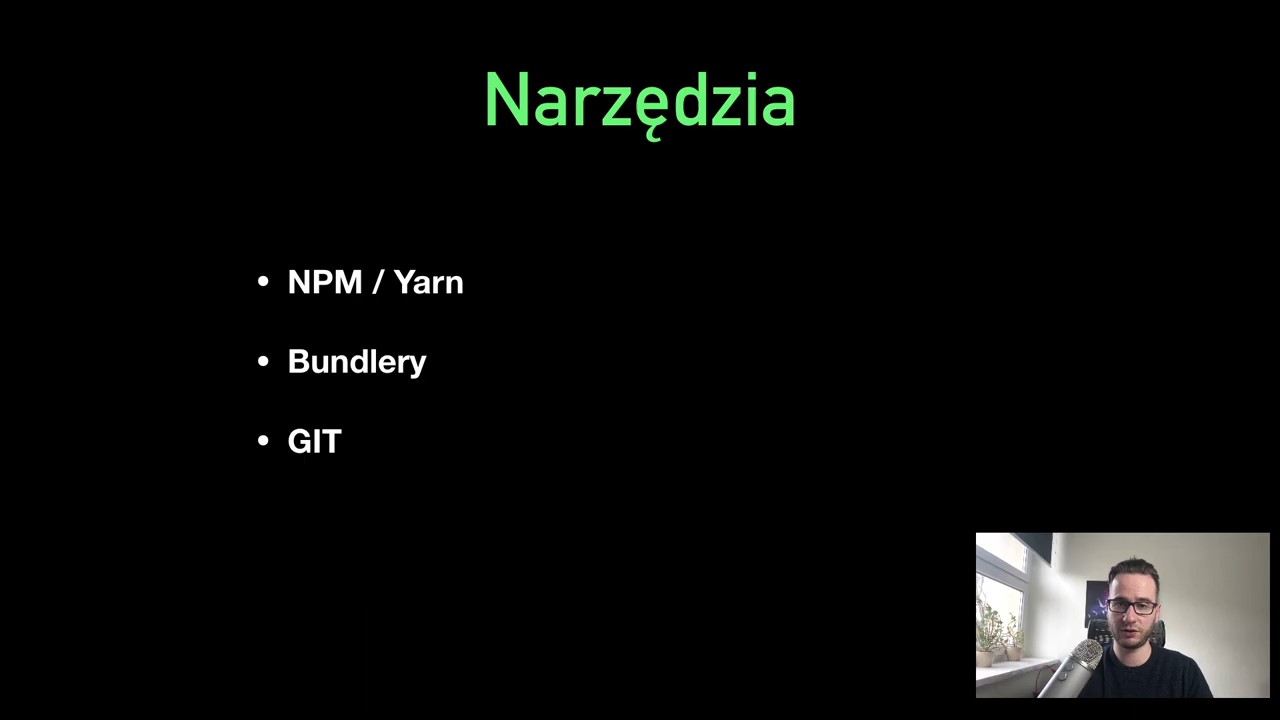 Narzędzia
• NPM / Yarn
• Bundlery
• GIT